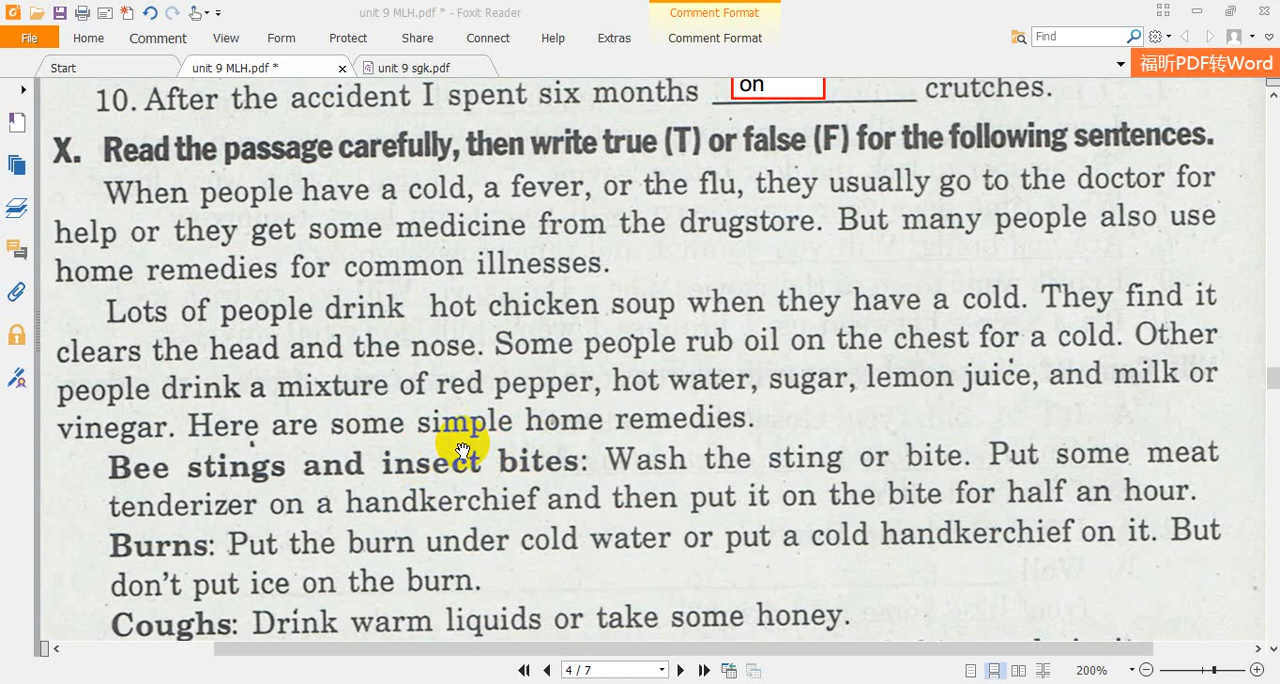 unit 9 MLH.pdf * - Foxit Reader
Comment Format
File
Home
Comment
View
Form
Protect
Share
Connect
Help
Extras
Comment Format
Find
Start
unit 9 MLH.pdf *
unit 9 sgk.pdf
福昕PDF转Word
10. After the accident I spent six months on crutches.
X. Read the passage carefully, then write true (T) or false (F) for the following sentences.
When people have a cold, a fever, or the flu, they usually go to the doctor for
help or they get some medicine from the drugstore. But many people also use
home remedies for common illnesses.
Lots of people drink hot chicken soup when they have a cold. They find it
clears the head and the nose. Some people rub oil on the chest for a cold. Other
people drink a mixture of red pepper, hot water, sugar, lemon juice, and milk or
vinegar. Here are some simple home remedies.
Bee stings and insect bites: Wash the sting or bite. Put some meat
tenderizer on a handkerchief and then put it on the bite for half an hour.
Burns: Put the burn under cold water or put a cold handkerchief on it. But
don't put ice on the burn.
Coughs: Drink warm liquids or take some honey.
4 / 7
200%